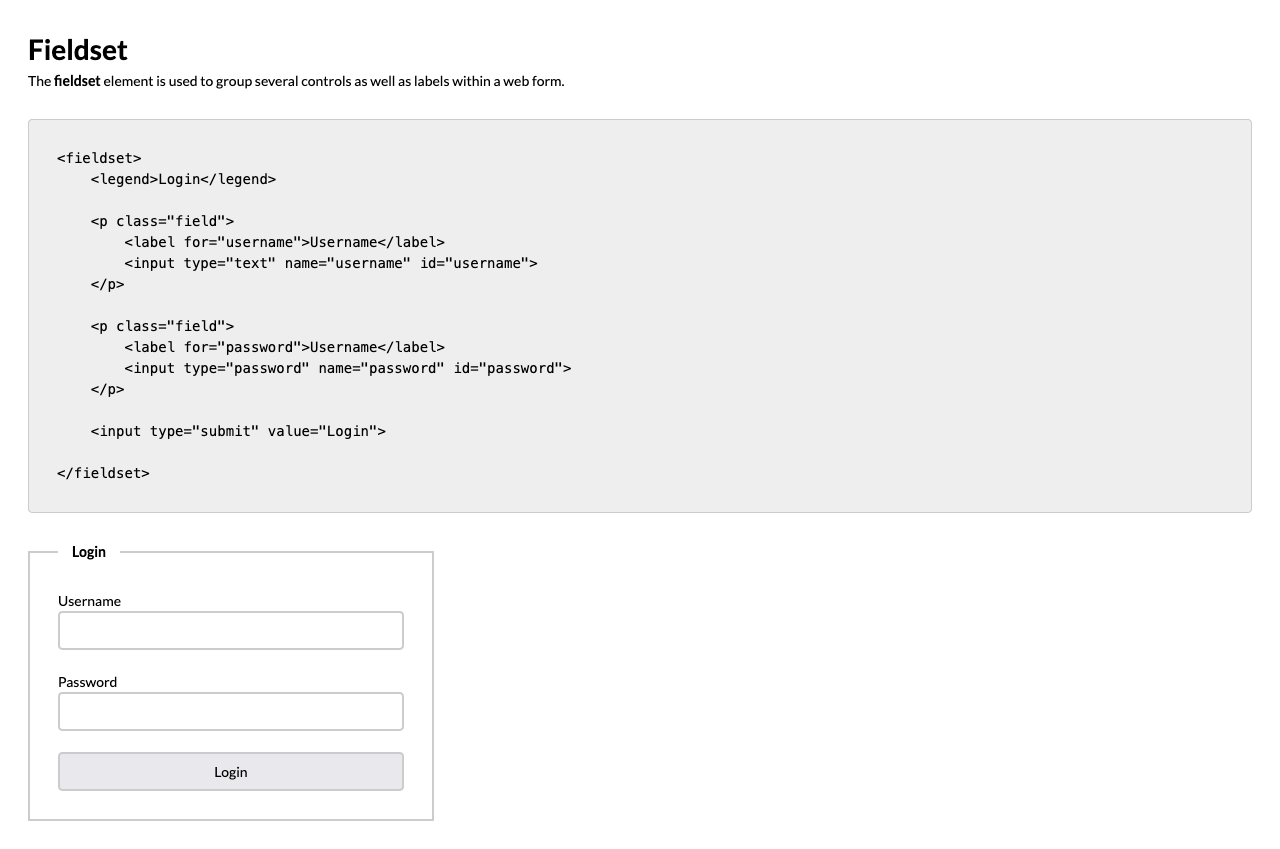 Fieldset
The fieldset element is used to group several controls as well as labels within a web form.
<fieldset>
    <legend>Login</legend>
    <p class="field">
        <label for="username">Username</label>
        <input type="text" name="username" id="username">
    </p>
    <p class="field">
        <label for="password">Username</label>
        <input type="password" name="password" id="password">
    </p>
    <input type="submit" value="Login">
</fieldset>
Login
Username
Password
Login